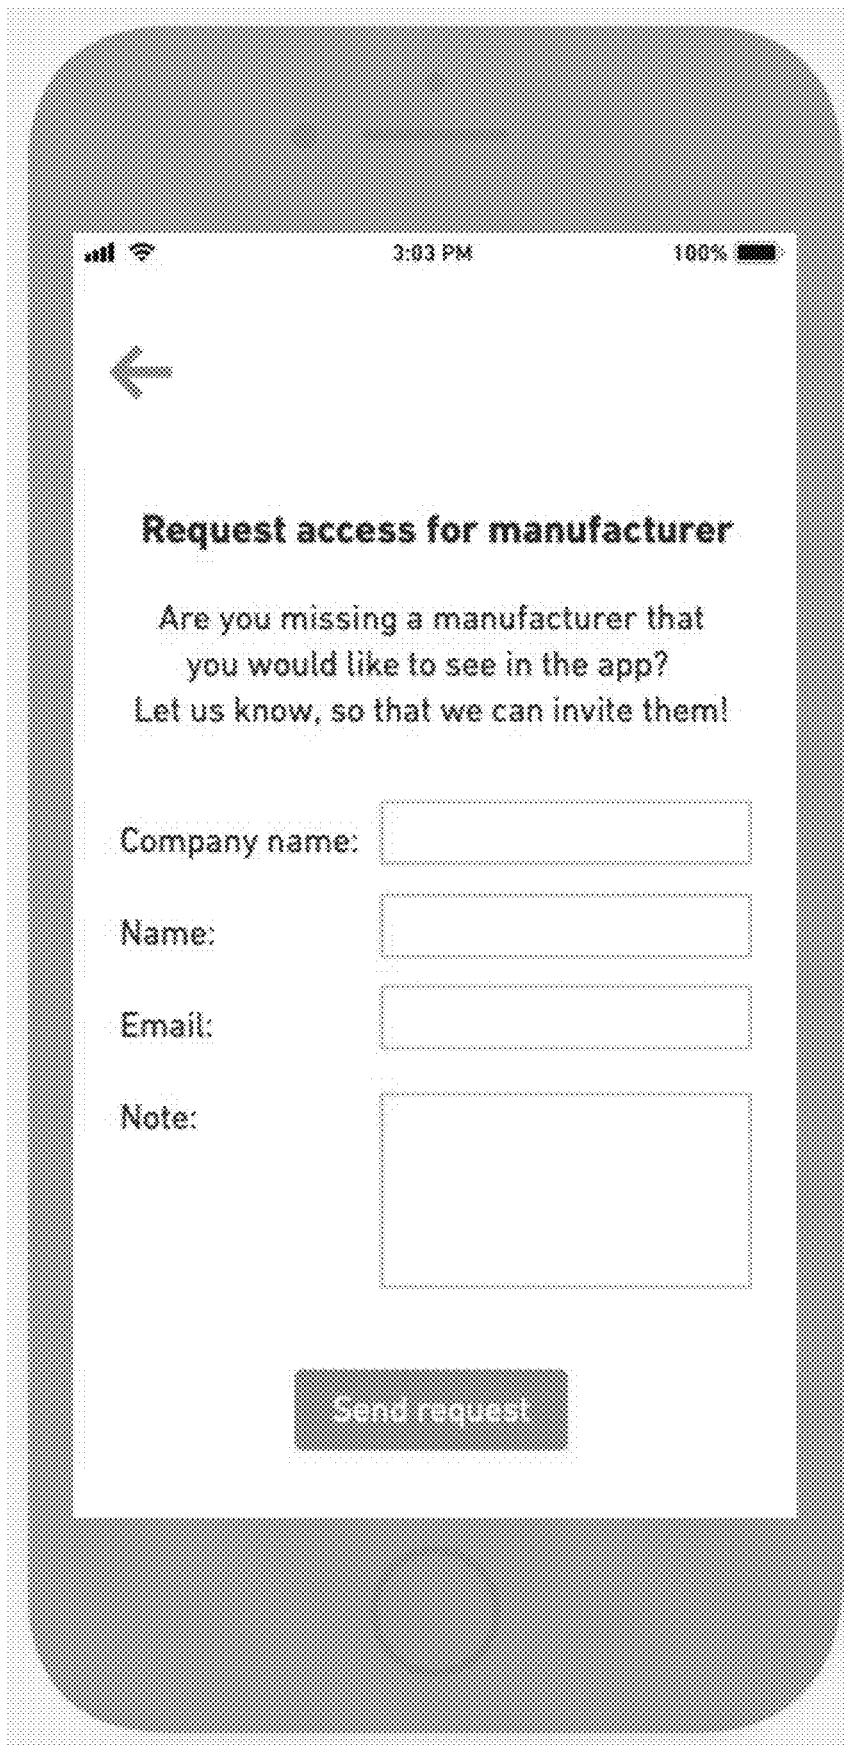 3:03 PM 100%
Request access for manufacturer
Are you missing a manufacturer that
you would like to see in the app?
Let us know, so that we can invite them!
Company name:
Name:
Email:
Note:
Send request